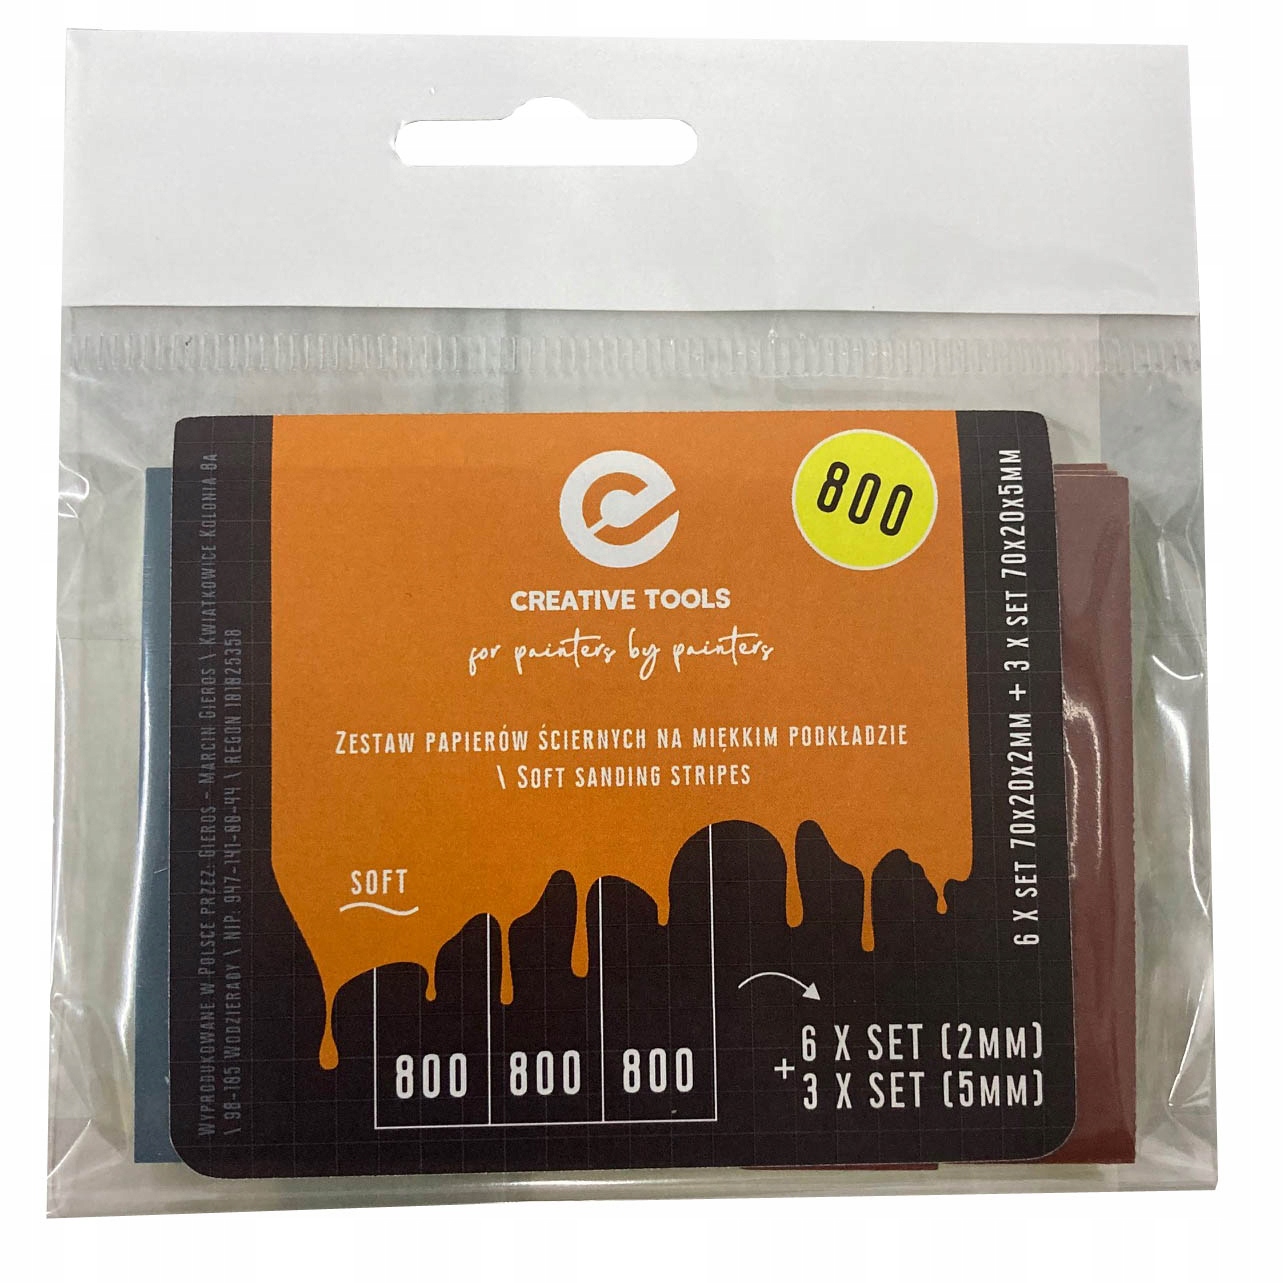 800
CREATIVE TOOLS
for painters by painters
ZESTAW PAPIERÓW ŚCIERNYCH NA MIĘKKIM PODKŁADZIE
\ SOFT SANDING STRIPES
SOFT
800 800 800
6 X SET (2MM)
+
3 X SET (5MM)
6 X SET 70X20X2MM + 3 X SET 70X20X5MM
WYPRODUKOWANE W POLSCE PRZEZ: GIEROS - MARCIN GIEROS \ KWIATKOWICE KOLONIA 8A
\ 98-105 WODZIERADY \ NIP: 947-141-88-44 \ REGON 101825358